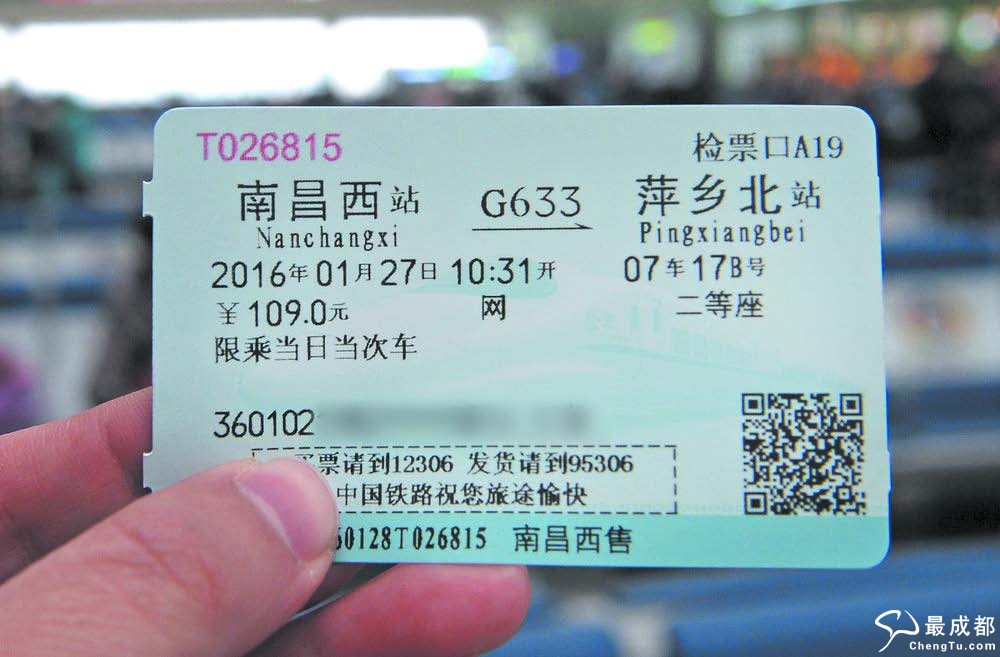 T026815 检票口A19
南昌西站 G633 萍乡北站
Nanchangxi Pingxiangbei
2016年01月27日 10:31开 07车17B号
￥109.0元 网 二等座
限乘当日当次车
360102
票请到12306 发货请到95306
中国铁路祝您旅途愉快
60128T026815 南昌西售
最成都
ChengTu.com